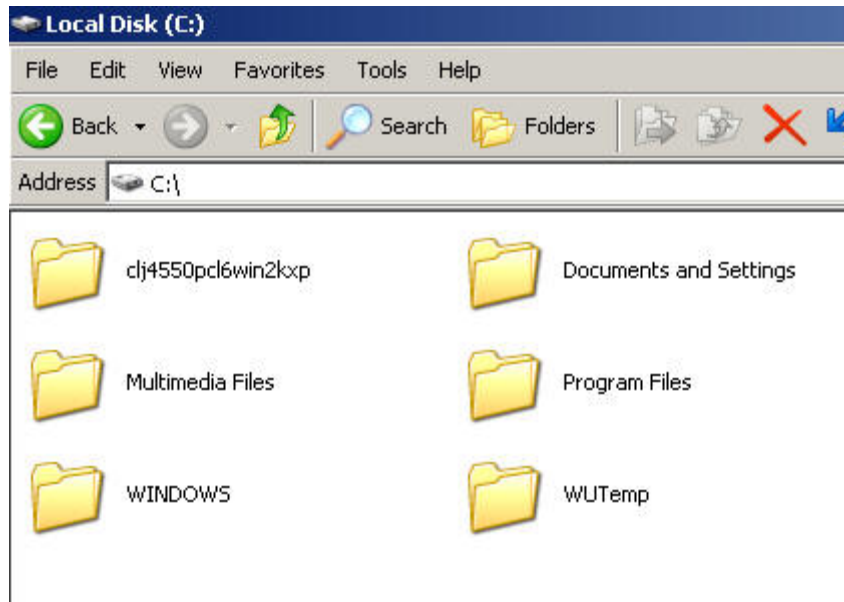 Local Disk (C:)
File Edit View Favorites Tools Help
Back Search Folders
Address C:\
clj4550pcl6win2kxp Documents and Settings
Multimedia Files Program Files
WINDOWS WUTemp